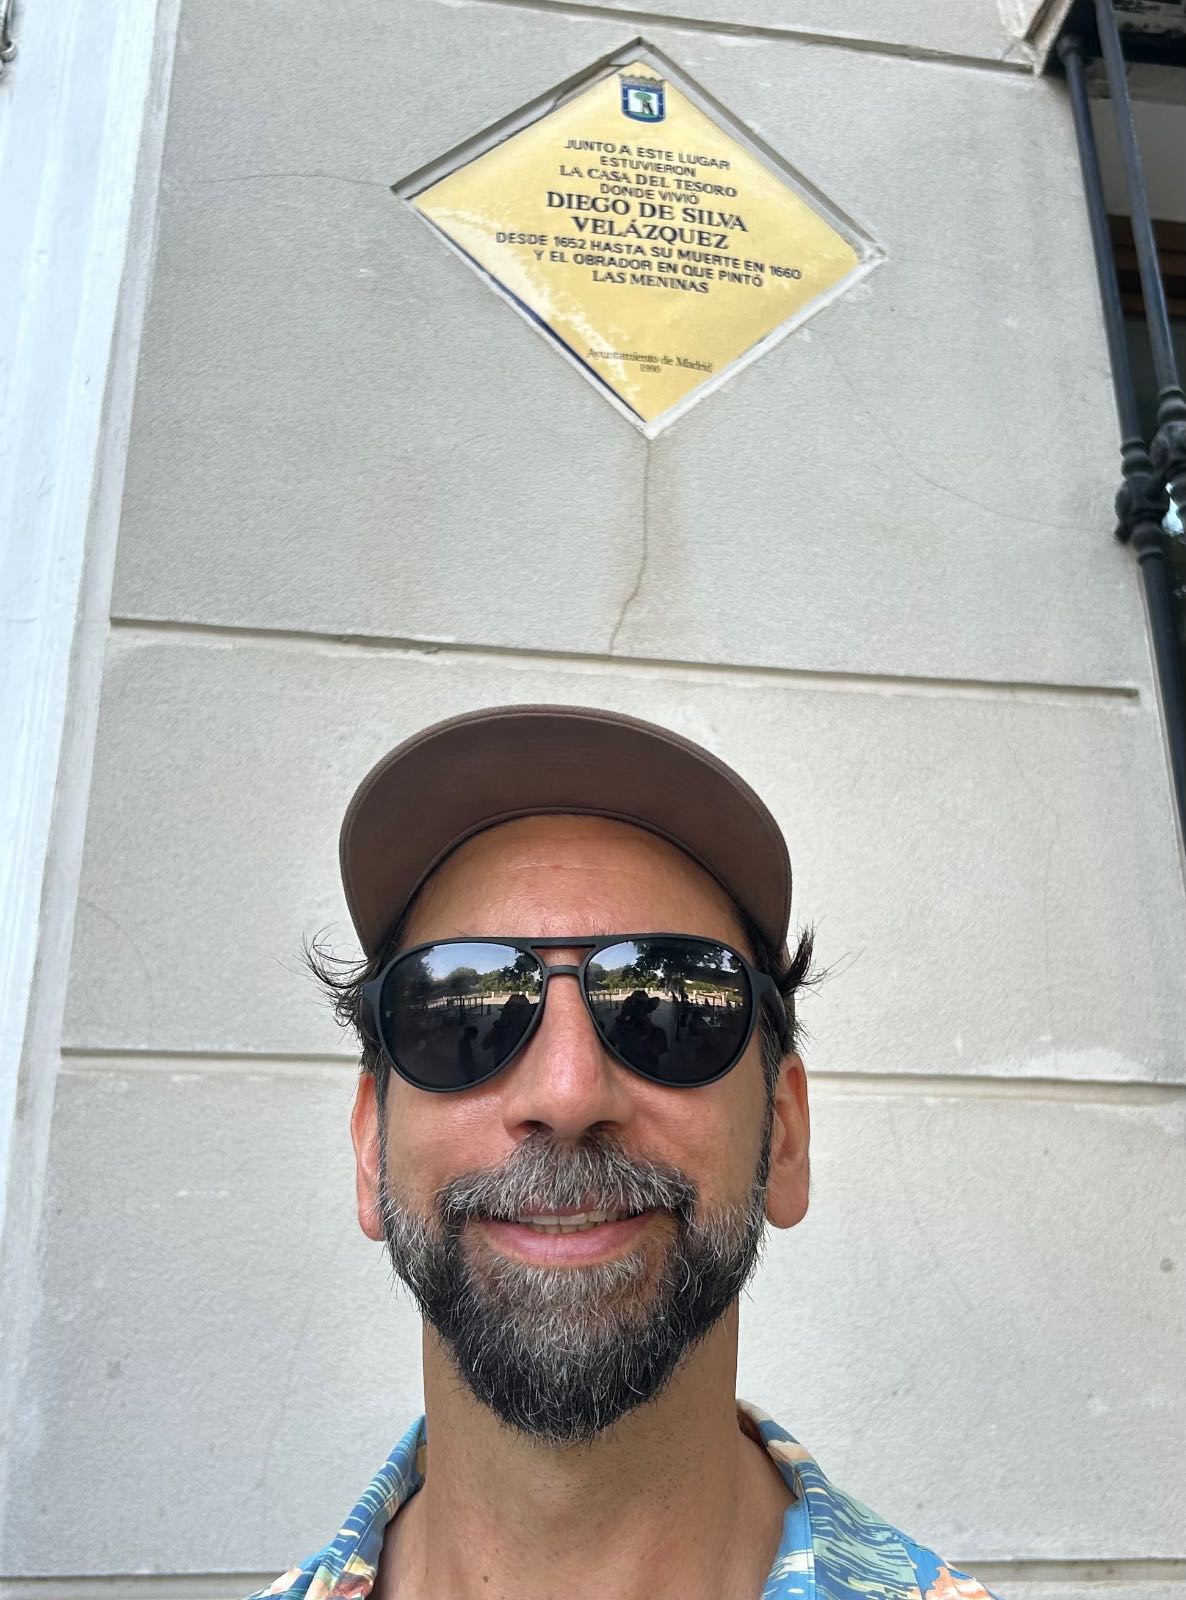 JUNTO A ESTE LUGAR
ESTUVIERON
LA CASA DEL TESORO
DONDE VIVIÓ
DIEGO DE SILVA
VELÁZQUEZ
DESDE 1652 HASTA SU MUERTE EN 1660
Y EL OBRADOR EN QUE PINTÓ
LAS MENINAS
Ayuntamiento de Madrid